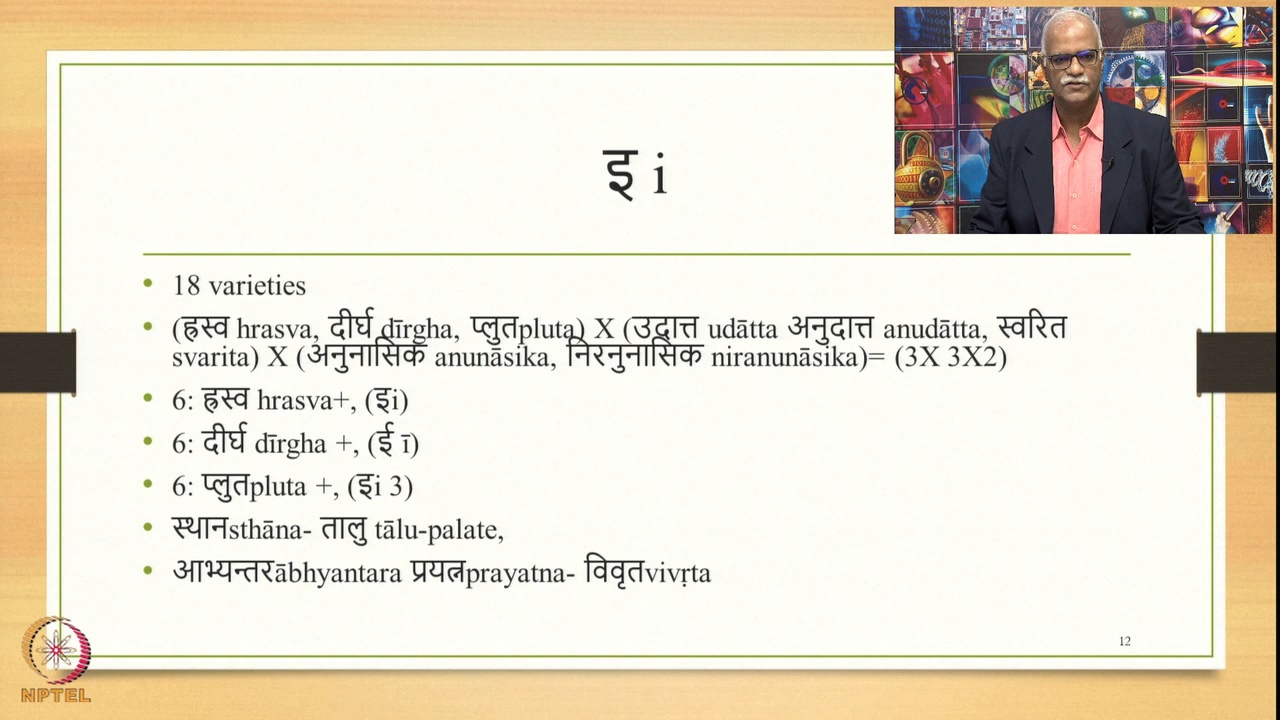 इ i
18 varieties
(ह्रस्व hrasva, दीर्घ dīrgha, प्लुतpluta) X (उदात्त udātta अनुदात्त anudātta, स्वरित
svarita) X (अनुनासिक anunāsika, निरनुनासिक niranunāsika)= (3X 3X2)
6: ह्रस्व hrasva+, (इi)
6: दीर्घ dīrgha +, (ई ī)
6: प्लुतpluta +, (इi 3)
स्थानsthāna- तालु tālu-palate,
आभ्यन्तरābhyantara प्रयत्नprayatna- विवृतvivṛta
12
NPTEL